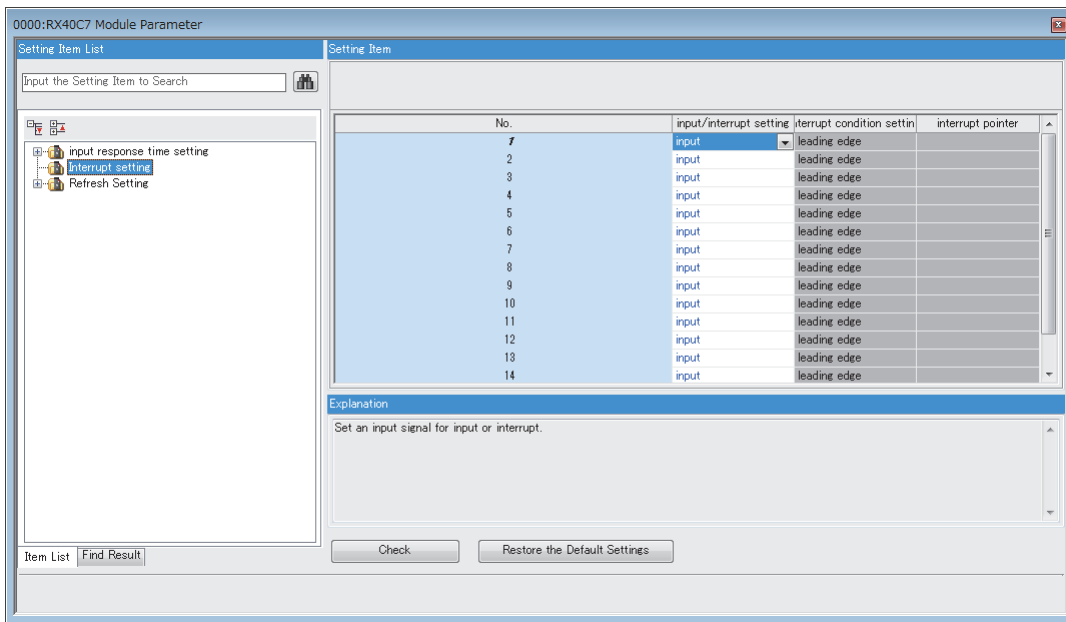 0000:RX40C7 Module Parameter
Setting Item List
Input the Setting Item to Search
input response time setting
Interrupt setting
Refresh Setting
Item List
Find Result
Setting Item
No. input/interrupt setting iterrupt condition settin interrupt pointer
1 input leading edge
2 input leading edge
3 input leading edge
4 input leading edge
5 input leading edge
6 input leading edge
7 input leading edge
8 input leading edge
9 input leading edge
10 input leading edge
11 input leading edge
12 input leading edge
13 input leading edge
14 input leading edge
Explanation
Set an input signal for input or interrupt.
Check
Restore the Default Settings